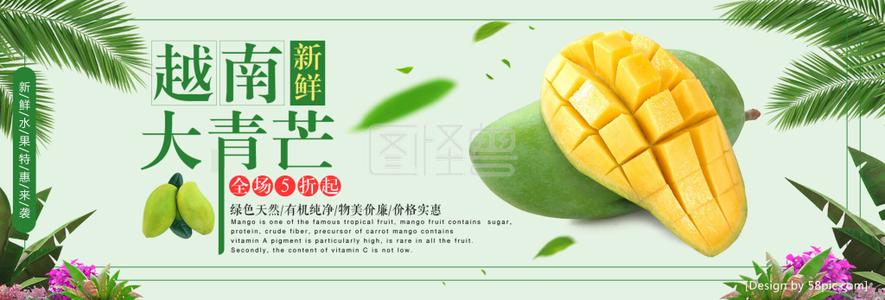 新/鲜/水/果/特/惠/来/袭
越南
新鲜
大青芒
全场5折起
绿色天然/有机纯净/物美价廉/价格实惠
Mango is one of the famous tropical fruit, mango fruit contains sugar,
protein, crude fiber, precursor of carrot mango contains
vitamin A pigment is particularly high, is rare in all the fruit.
Secondly, the content of vitamin C is not low.
图怪兽
[Design by 58pic.com]